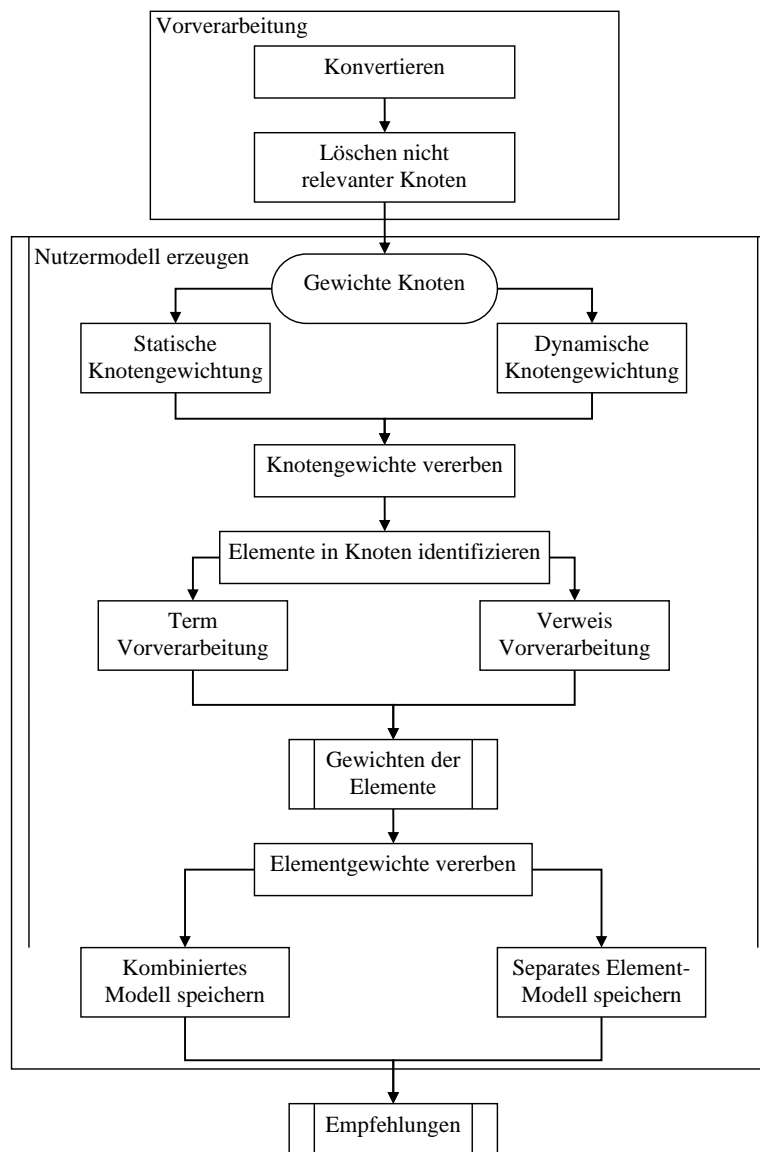 Vorverarbeitung
Konvertieren
Löschen nicht
relevanter Knoten
Nutzermodell erzeugen
Gewichte Knoten
Statische
Knotengewichtung
Dynamische
Knotengewichtung
Knotengewichte vererben
Elemente in Knoten identifizieren
Term
Vorverarbeitung
Verweis
Vorverarbeitung
Gewichten der
Elemente
Elementgewichte vererben
Kombiniertes
Modell speichern
Separates Element-
Modell speichern
Empfehlungen